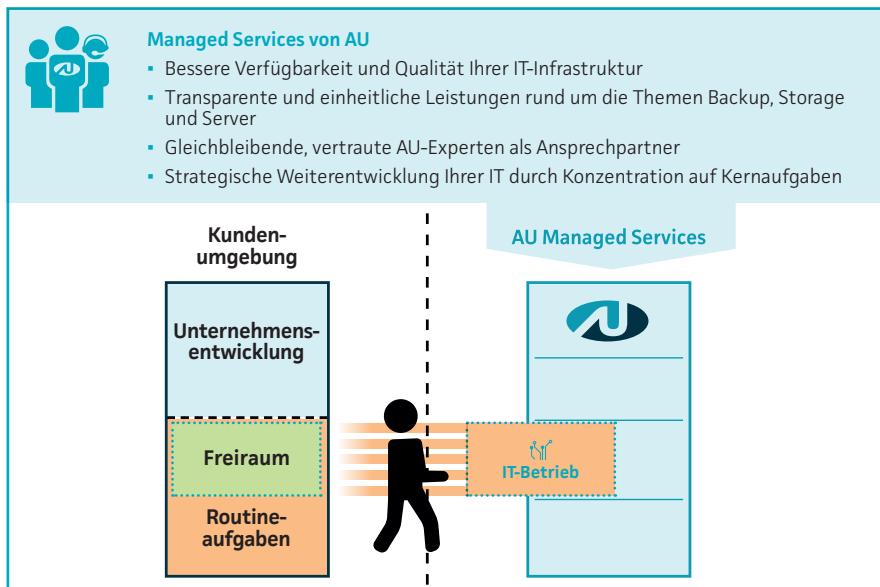 Managed Services von AU
▪ Bessere Verfügbarkeit und Qualität Ihrer IT-Infrastruktur
▪ Transparente und einheitliche Leistungen rund um die Themen Backup, Storage
und Server
▪ Gleichbleibende, vertraute AU-Experten als Ansprechpartner
▪ Strategische Weiterentwicklung Ihrer IT durch Konzentration auf Kernaufgaben
Kunden-
umgebung
AU Managed Services
Unternehmens-
entwicklung
AU
Freiraum
IT-Betrieb
Routine-
aufgaben